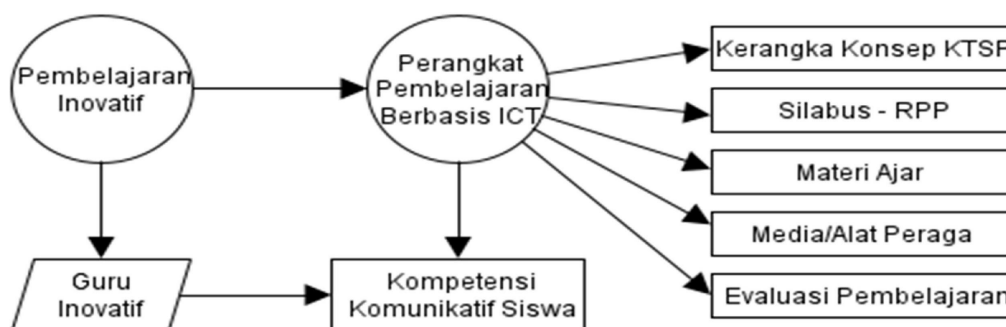 Pembelajaran
Inovatif
Perangkat
Pembelajaran
Berbasis ICT
Kerangka Konsep KTSP
Silabus - RPP
Materi Ajar
Media/Alat Peraga
Evaluasi Pembelajaran
Guru
Inovatif
Kompetensi
Komunikatif Siswa